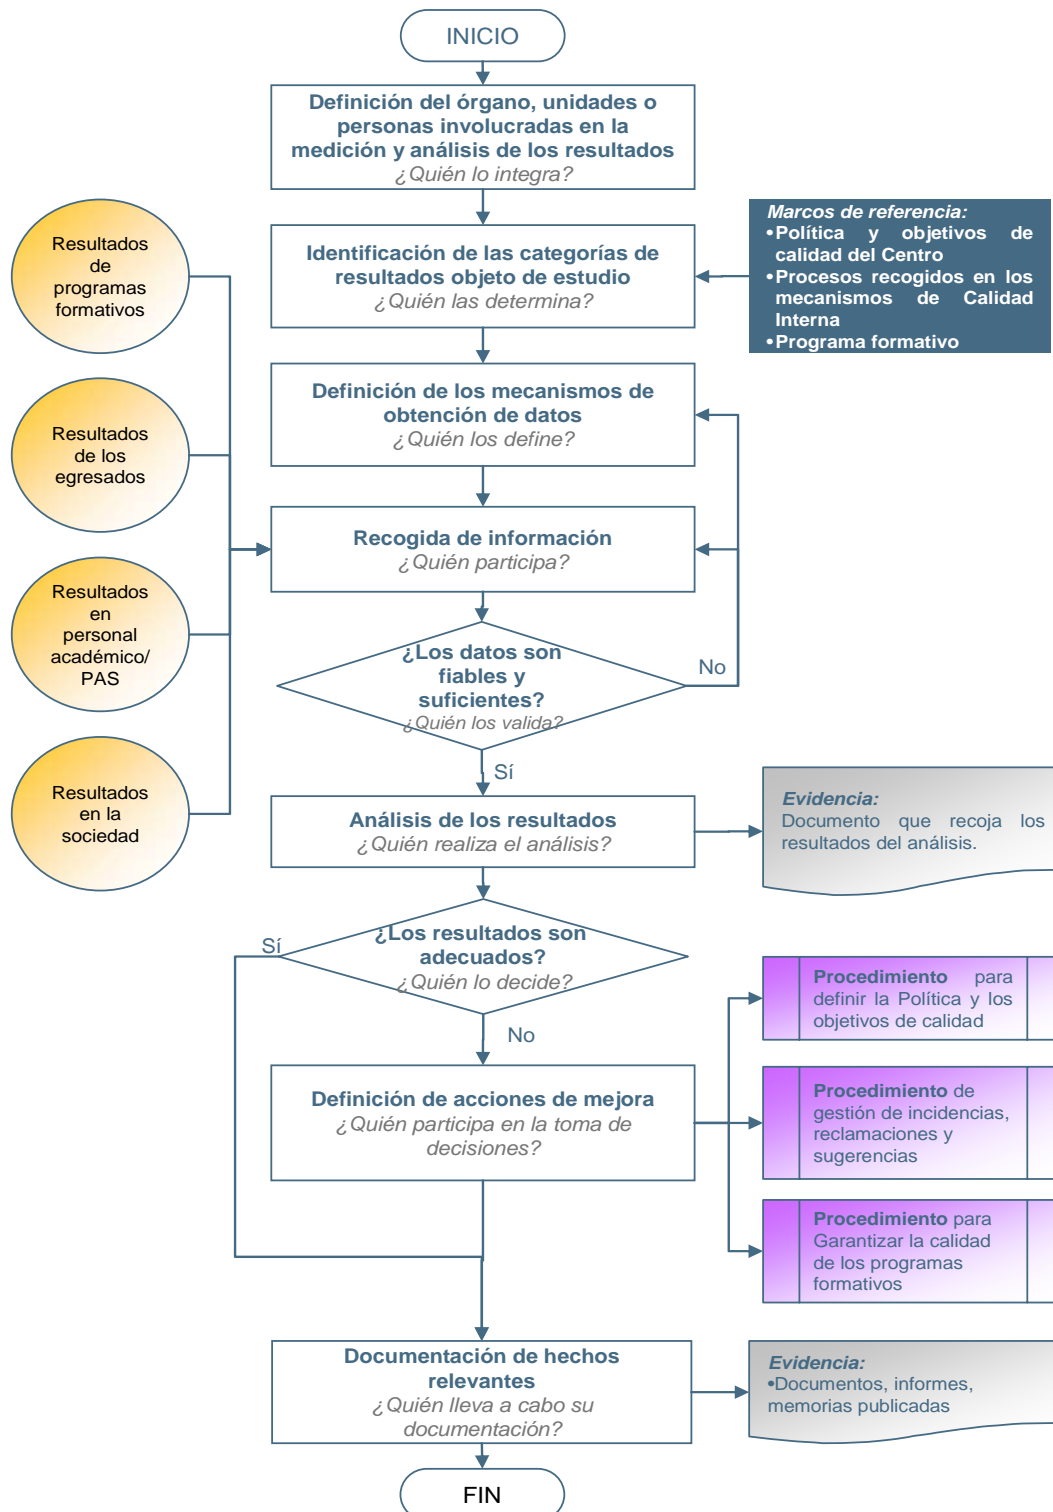 INICIO
Definición del órgano, unidades o
personas involucradas en la
medición y análisis de los resultados
¿Quién lo integra?
Identificación de las categorías de
resultados objeto de estudio
¿Quién las determina?
Marcos de referencia:
•Política y objetivos de
calidad del Centro
•Procesos recogidos en los
mecanismos de Calidad
Interna
•Programa formativo
Resultados
de
programas
formativos
Resultados
de los
egresados
Resultados
en
personal
académico/
PAS
Resultados
en la
sociedad
Definición de los mecanismos de
obtención de datos
¿Quién los define?
Recogida de información
¿Quién participa?
¿Los datos son
fiables y
suficientes?
¿Quién los valida?
No
Sí
Análisis de los resultados
¿Quién realiza el análisis?
Evidencia:
Documento que recoja los
resultados del análisis.
¿Los resultados son
adecuados?
¿Quién lo decide?
Sí
No
Definición de acciones de mejora
¿Quién participa en la toma de
decisiones?
Procedimiento para
definir la Política y los
objetivos de calidad
Procedimiento de
gestión de incidencias,
reclamaciones y
sugerencias
Procedimiento para
Garantizar la calidad
de los programas
formativos
Documentación de hechos
relevantes
¿Quién lleva a cabo su
documentación?
Evidencia:
•Documentos, informes,
memorias publicadas
FIN